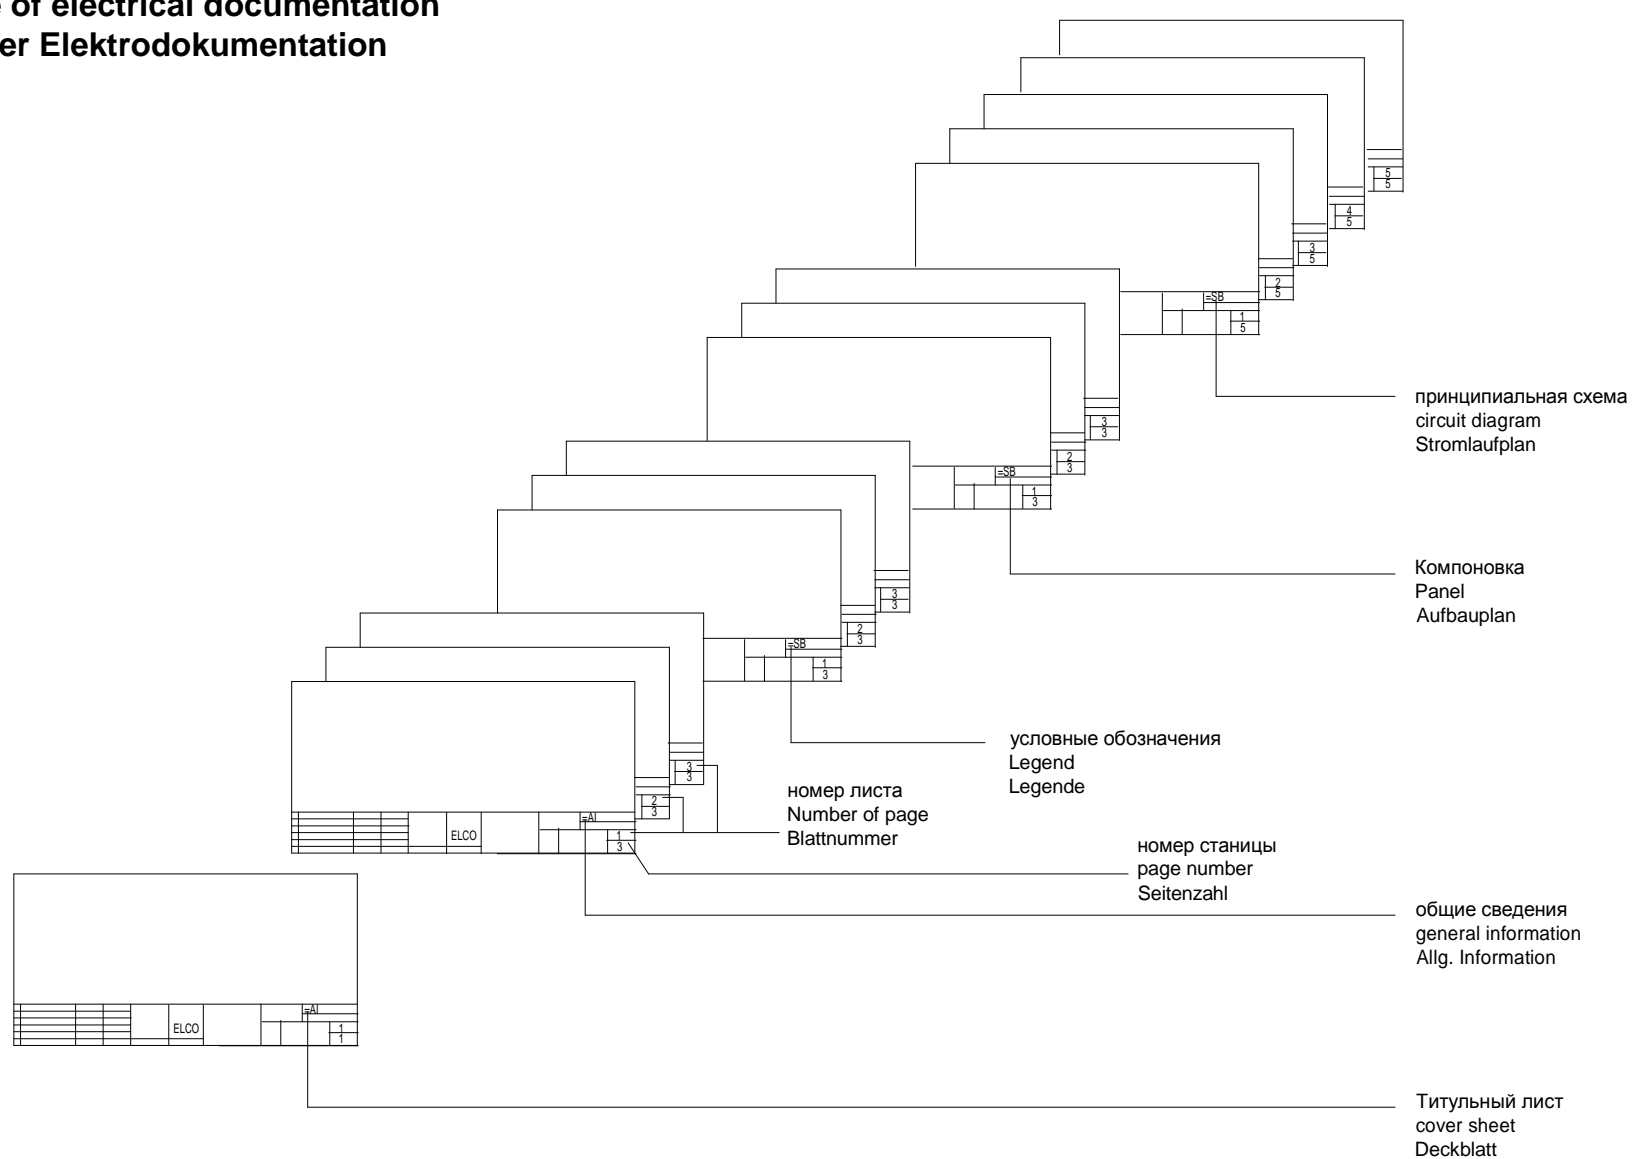 of electrical documentation
er Elektrodokumentation
5
5
4
5
3
5
2
5
=SB
1
5
принципиальная схема
circuit diagram
Stromlaufplan
3
3
2
3
=SB
1
3
Компоновка
Panel
Aufbauplan
3
3
2
3
=SB
1
3
условные обозначения
Legend
Legende
3
3
2
3
номер листа
Number of page
Blattnummer
ELCO
=AI
1
3
номер станицы
page number
Seitenzahl
общие сведения
general information
Allg. Information
ELCO
=AI
1
1
Титульный лист
cover sheet
Deckblatt